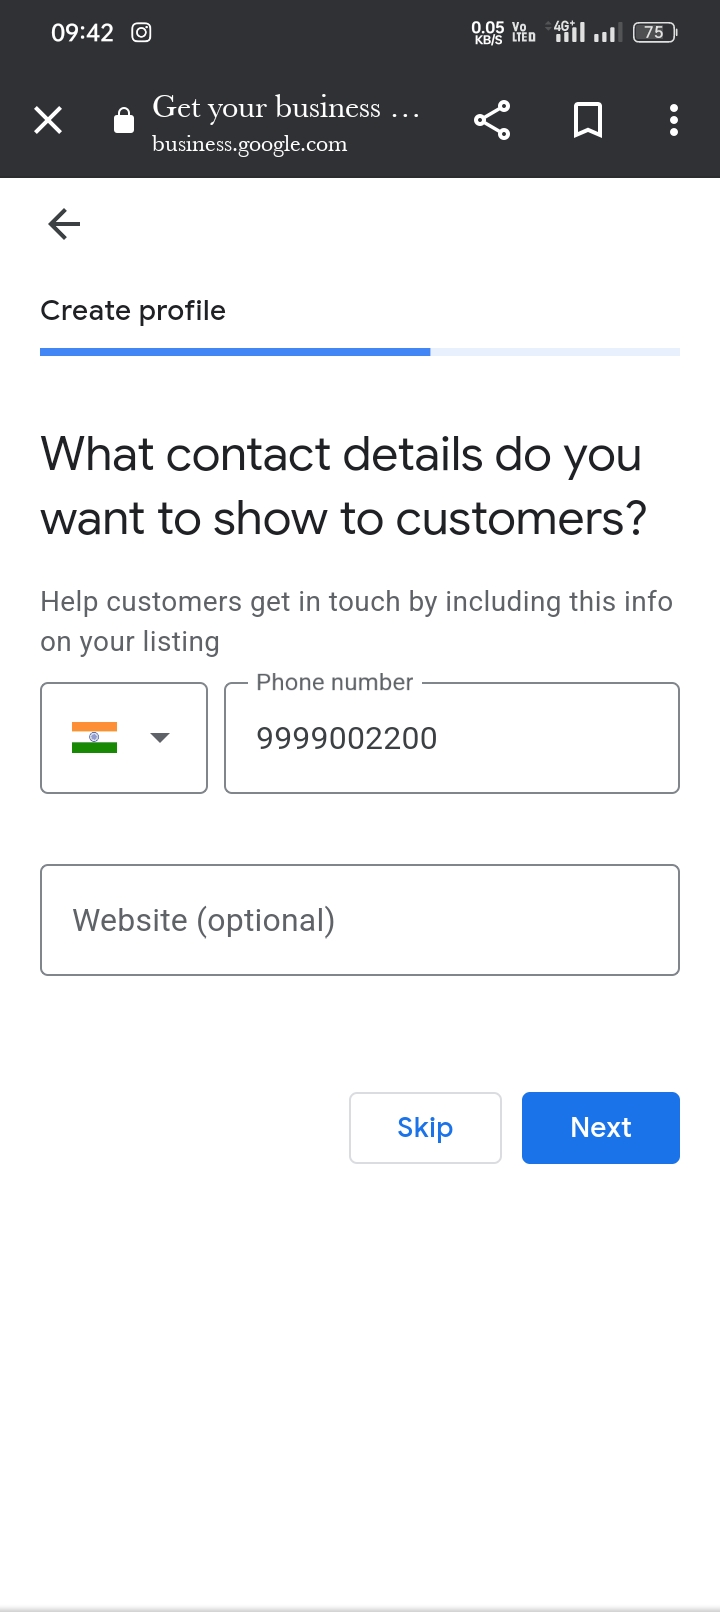 09:42
0.05 KB/S Vo LTE 4G+ 75
Get your business ...
business.google.com
Create profile
What contact details do you
want to show to customers?
Help customers get in touch by including this info
on your listing
Phone number
9999002200
Website (optional)
Skip Next